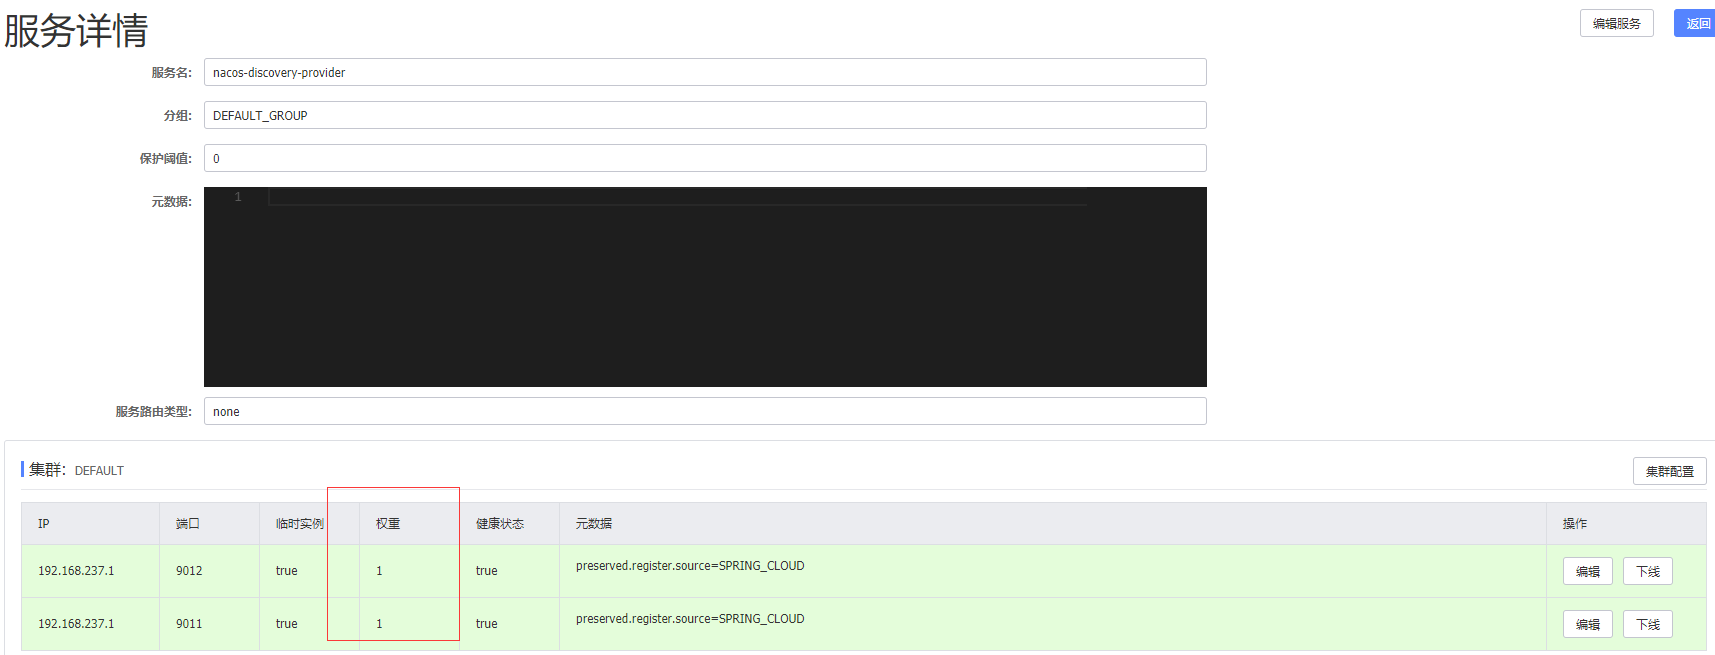 服务详情
编辑服务 返回
服务名: nacos-discovery-provider
分组: DEFAULT_GROUP
保护阈值: 0
元数据: 1
服务路由类型: none
集群: DEFAULT 集群配置
IP 端口 临时实例 权重 健康状态 元数据 操作
192.168.237.1 9012 true 1 true preserved.register.source=SPRING_CLOUD 编辑 下线
192.168.237.1 9011 true 1 true preserved.register.source=SPRING_CLOUD 编辑 下线